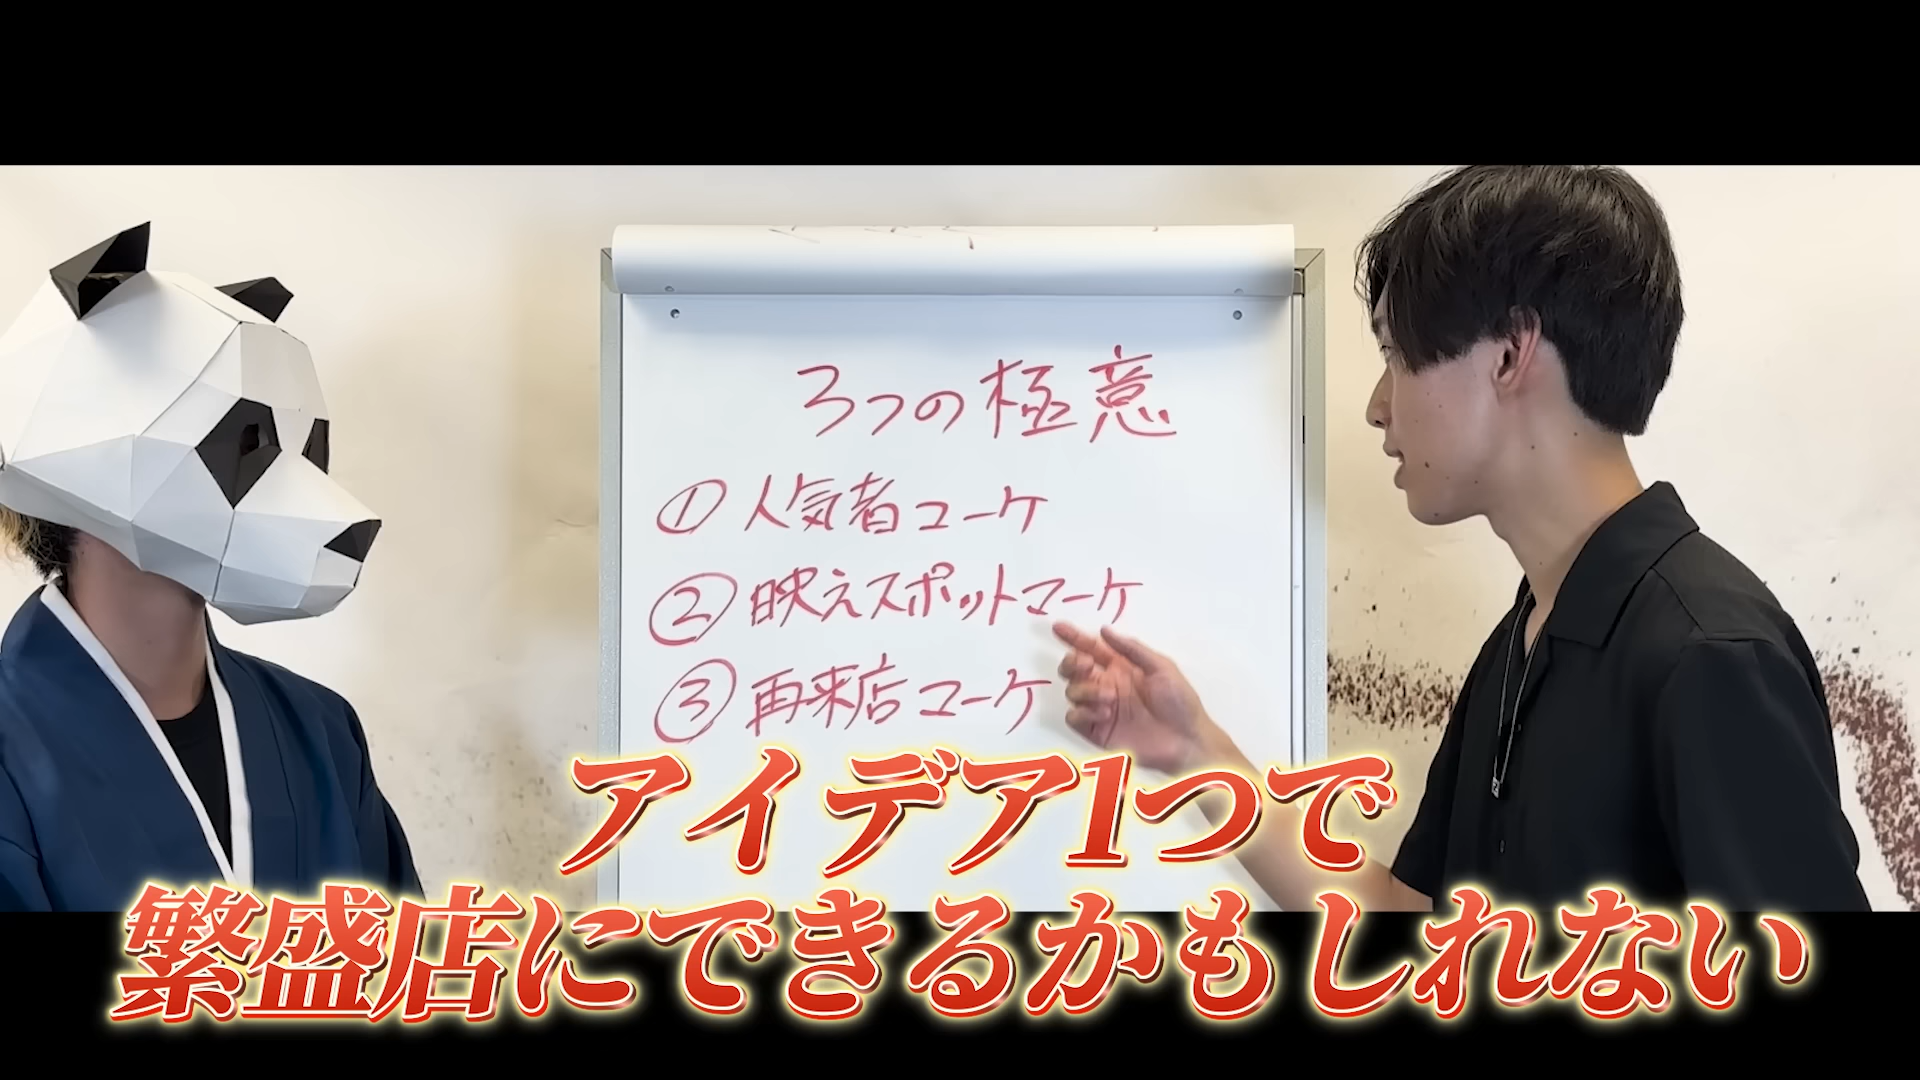 3つの極意
① 人気者マーケ
② 映えスポットマーケ
③ 再来店マーケ
アイデア1つで
繁盛店にできるかもしれない